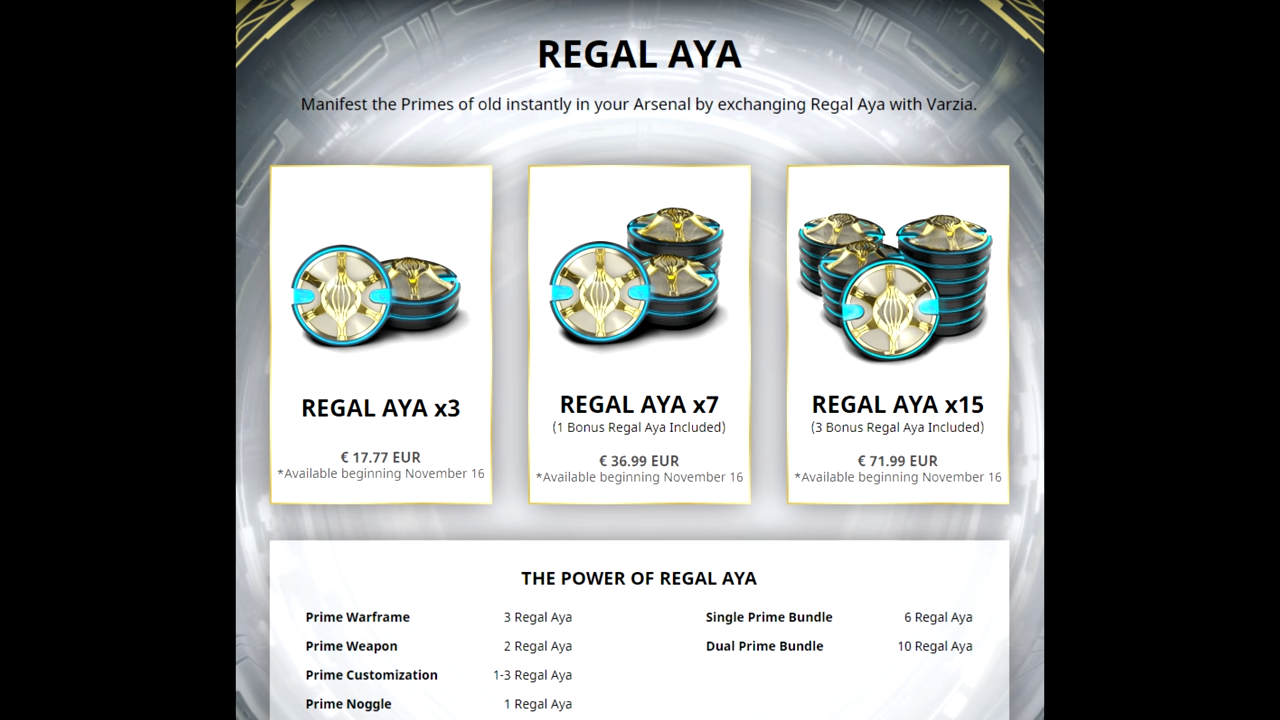 REGAL AYA
Manifest the Primes of old instantly in your Arsenal by exchanging Regal Aya with Varzia.
REGAL AYA x3
€ 17.77 EUR
*Available beginning November 16
REGAL AYA x7
(1 Bonus Regal Aya Included)
€ 36.99 EUR
*Available beginning November 16
REGAL AYA x15
(3 Bonus Regal Aya Included)
€ 71.99 EUR
*Available beginning November 16
THE POWER OF REGAL AYA
Prime Warframe 3 Regal Aya
Prime Weapon 2 Regal Aya
Prime Customization 1-3 Regal Aya
Prime Noggle 1 Regal Aya
Single Prime Bundle 6 Regal Aya
Dual Prime Bundle 10 Regal Aya